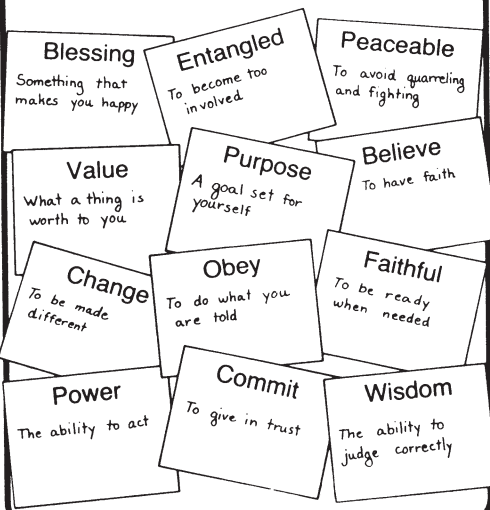 Blessing
Something that
makes you happy
Entangled
To become too
involved
Peaceable
To avoid quarreling
and fighting
Value
What a thing is
worth to you
Purpose
A goal set for
yourself
Believe
To have faith
Change
To be made
different
Obey
To do what you
are told
Faithful
To be ready
when needed
Power
The ability to act
Commit
To give in trust
Wisdom
The ability to
judge correctly